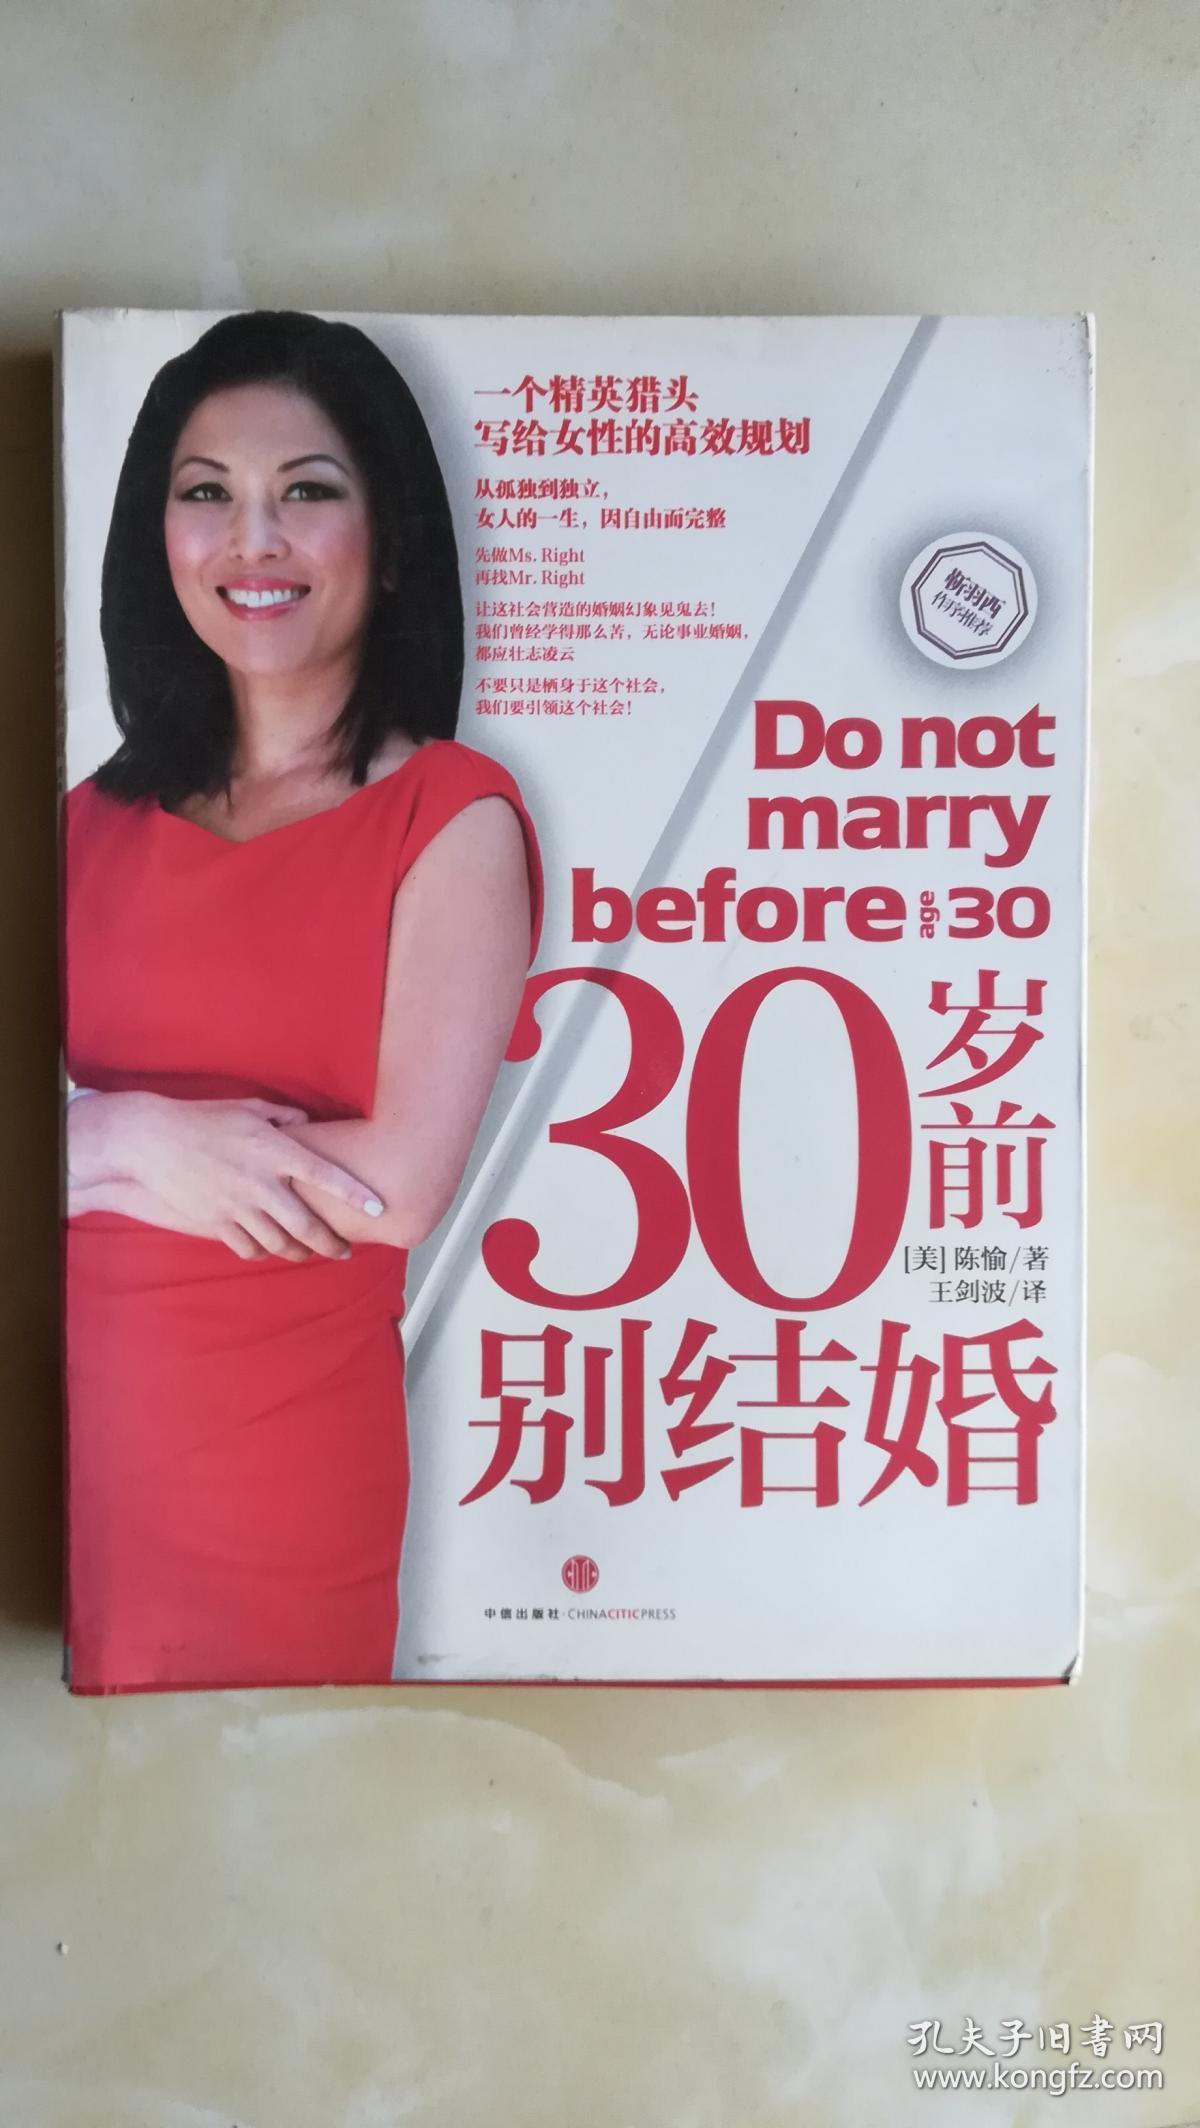 一个精英猎头
写给女性的高效规划
从孤独到独立，
女人的一生，因自由而完整
先做Ms. Right
再找Mr. Right
让这社会营造的婚姻幻象见鬼去！
我们曾经学得那么苦，无论事业婚姻，
都应壮志凌云
不要只是栖身于这个社会，
我们要引领这个社会！
靳羽西
作序推荐
Do not
marry
before age 30
30岁前
[美] 陈愉/著
王剑波/译
别结婚
中信出版社·CHINACITICPRESS
孔夫子旧书网
www.kongfz.com